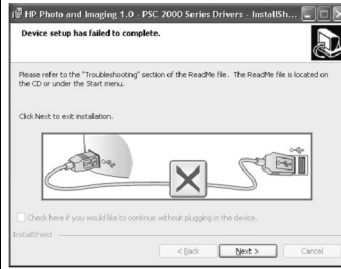 HP Photo and Imaging 1.0 - PSC 2000 Series Drivers - InstallSh...
Device setup has failed to complete.
Please refer to the "Troubleshooting" section of the ReadMe file. The ReadMe file is located on
the CD or under the Start menu.
Click Next to exit installation.
Check here if you would like to continue without plugging in the device.
InstallShield
< Back
Next >
Cancel